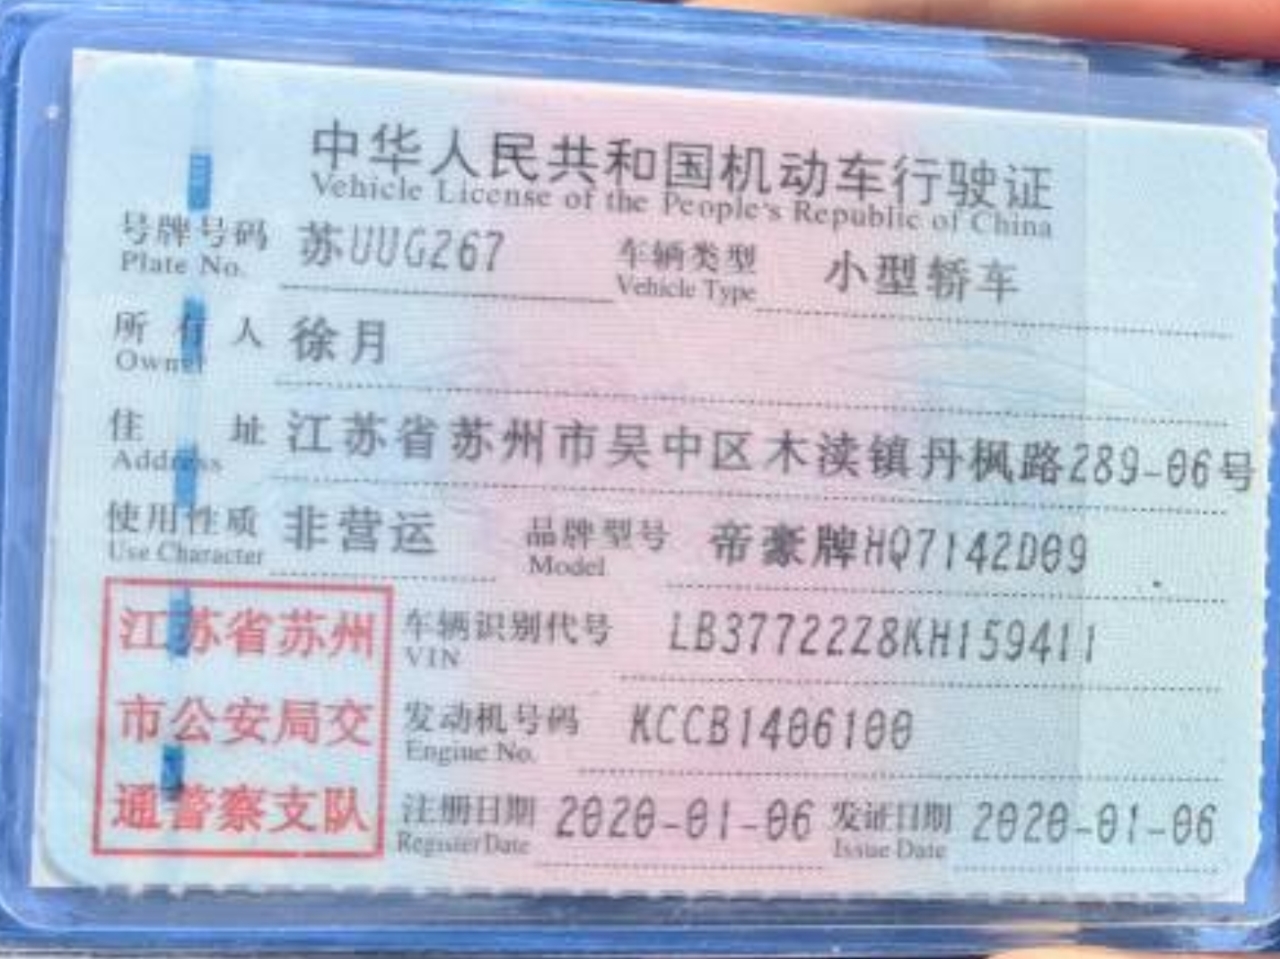 中华人民共和国机动车行驶证
Vehicle License of the People's Republic of China
号牌号码 苏UUG267 车辆类型 小型轿车
Plate No. Vehicle Type
所有人 徐月
Owner
住址 江苏省苏州市吴中区木渎镇丹枫路289-06号
Address
使用性质 非营运 品牌型号 帝豪牌HQ7142D09
Use Character Model
江苏省苏州 车辆识别代号 LB37722Z8KH159411
VIN
市公安局交 发动机号码 KCCB1406100
Engine No.
通警察支队 注册日期 2020-01-06 发证日期 2020-01-06
Register Date Issue Date